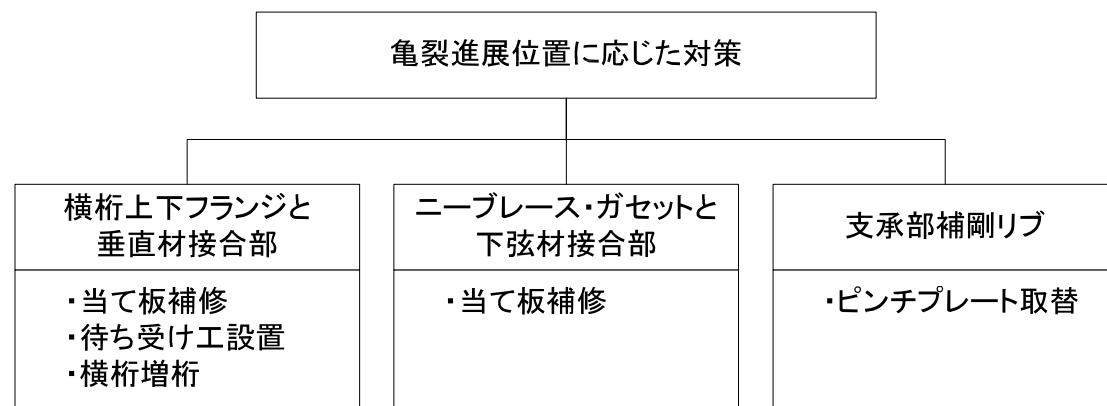 亀裂進展位置に応じた対策
横桁上下フランジと
垂直材接合部
・当て板補修
・待ち受け工設置
・横桁増桁
ニーブレース・ガセットと
下弦材接合部
・当て板補修
支承部補剛リブ
・ピンチプレート取替